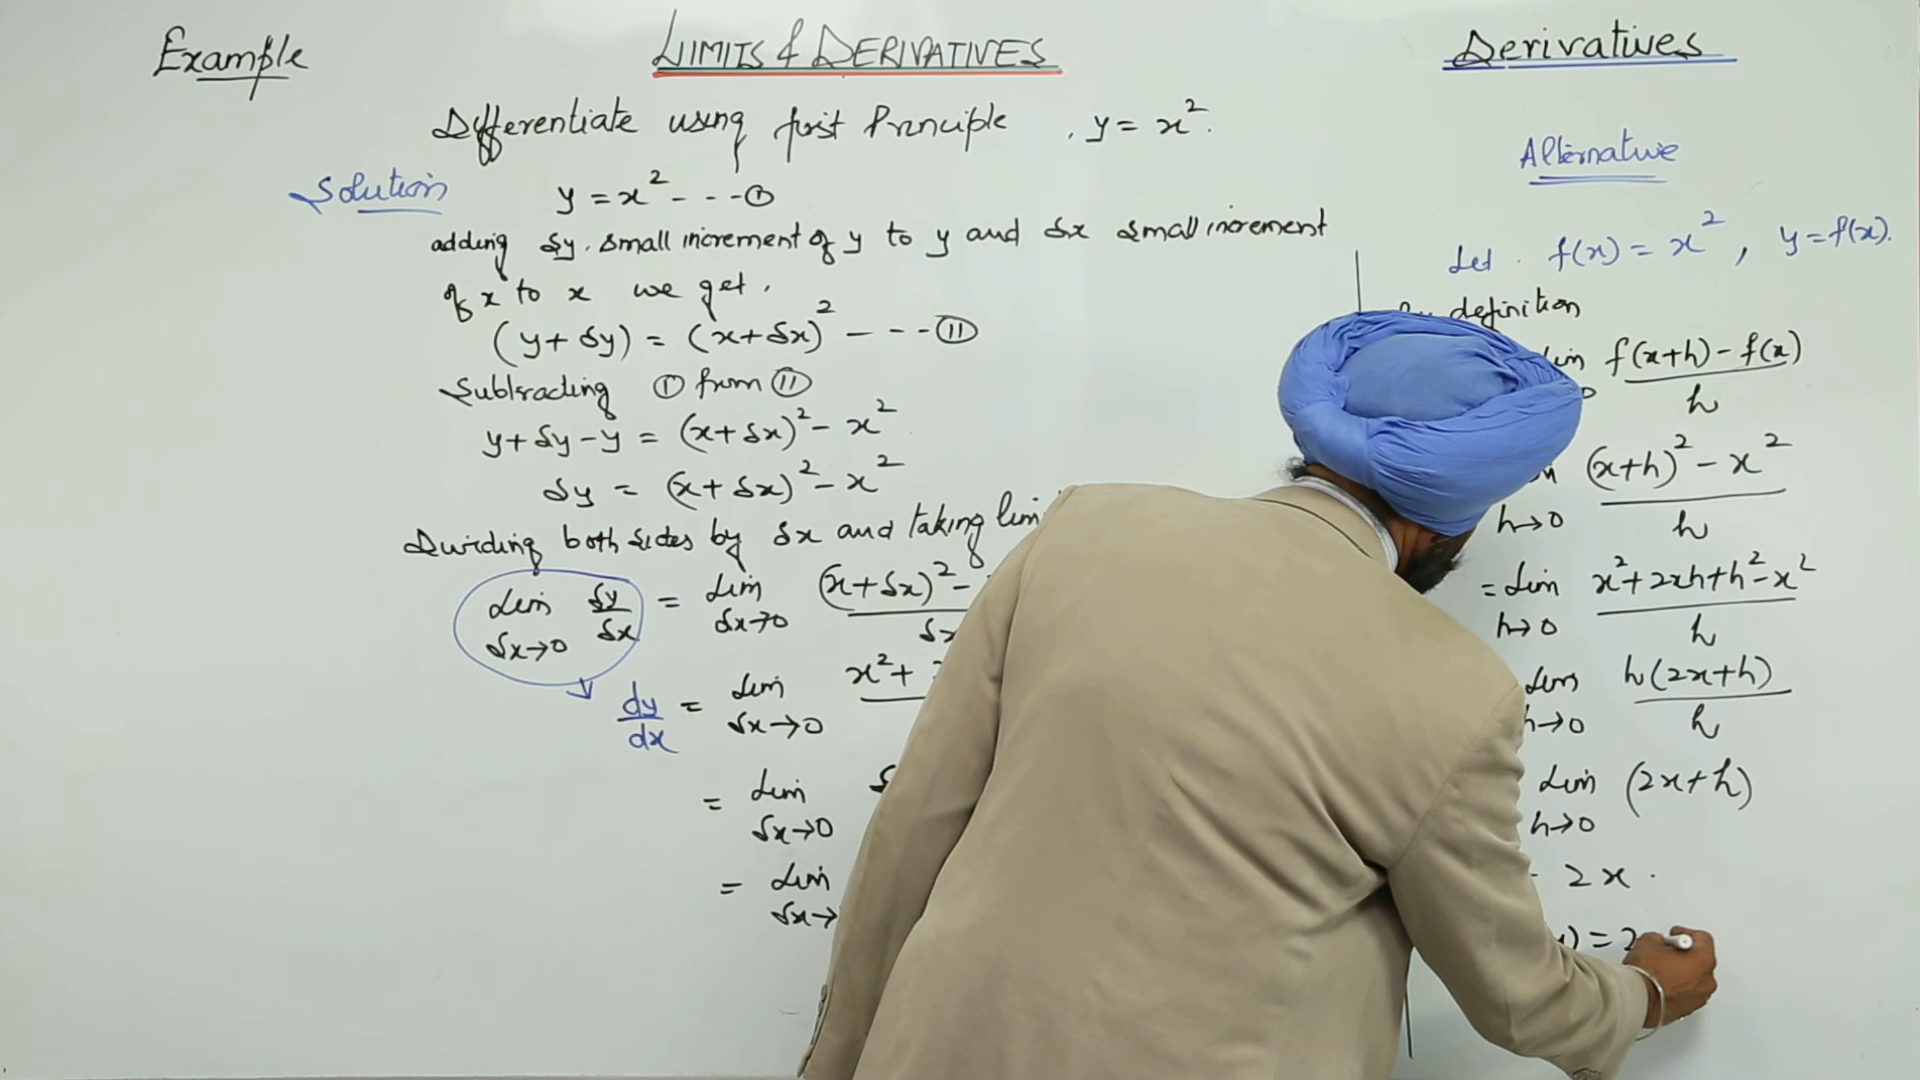 Example
LIMITS & DERIVATIVES
Derivatives
Differentiate using first Principle , y = x².
Solution
y = x² - - - ①
adding δy, small increment of y to y and δx small increment
of x to x we get,
(y + δy) = (x + δx)² - - - Ⅱ
Subtracting Ⅰ from Ⅱ
y + δy - y = (x + δx)² - x²
δy = (x + δx)² - x²
Dividing both sides by δx and taking
Lim δx→0 δy/δx = Lim δx→0 (x + δx)² -
dy/dx = Lim δx→0 x² +
= Lim δx→0
= Lim
Alternative
Let . f(x) = x² , y = f(x).
definition
f(x+h) - f(x) / h
h→0 (x+h)² - x² / h
= Lim h→0 x² + 2xh + h² - x² / h
Lim h→0 h(2x+h) / h
Lim h→0 (2x + h)
2x .
) = 2